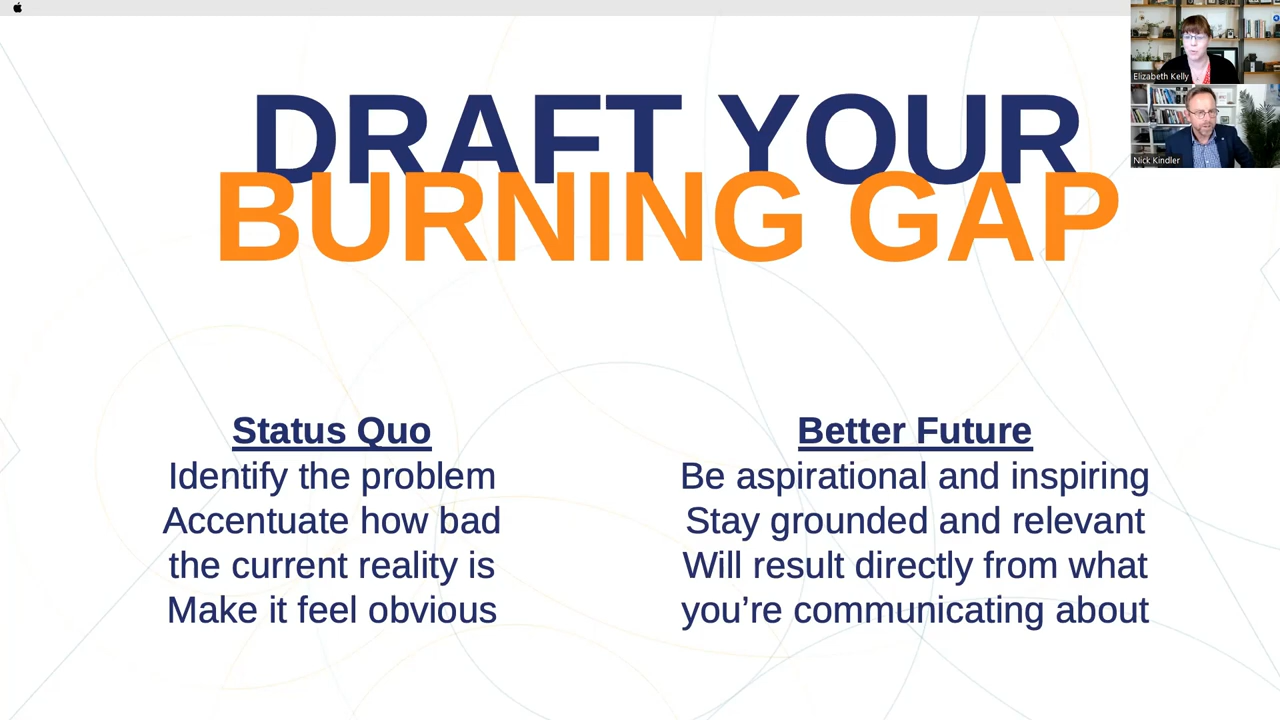 DRAFT YOUR
BURNING GAP
Elizabeth Kelly
Nick Kindler
Status Quo
Identify the problem
Accentuate how bad
the current reality is
Make it feel obvious
Better Future
Be aspirational and inspiring
Stay grounded and relevant
Will result directly from what
you’re communicating about